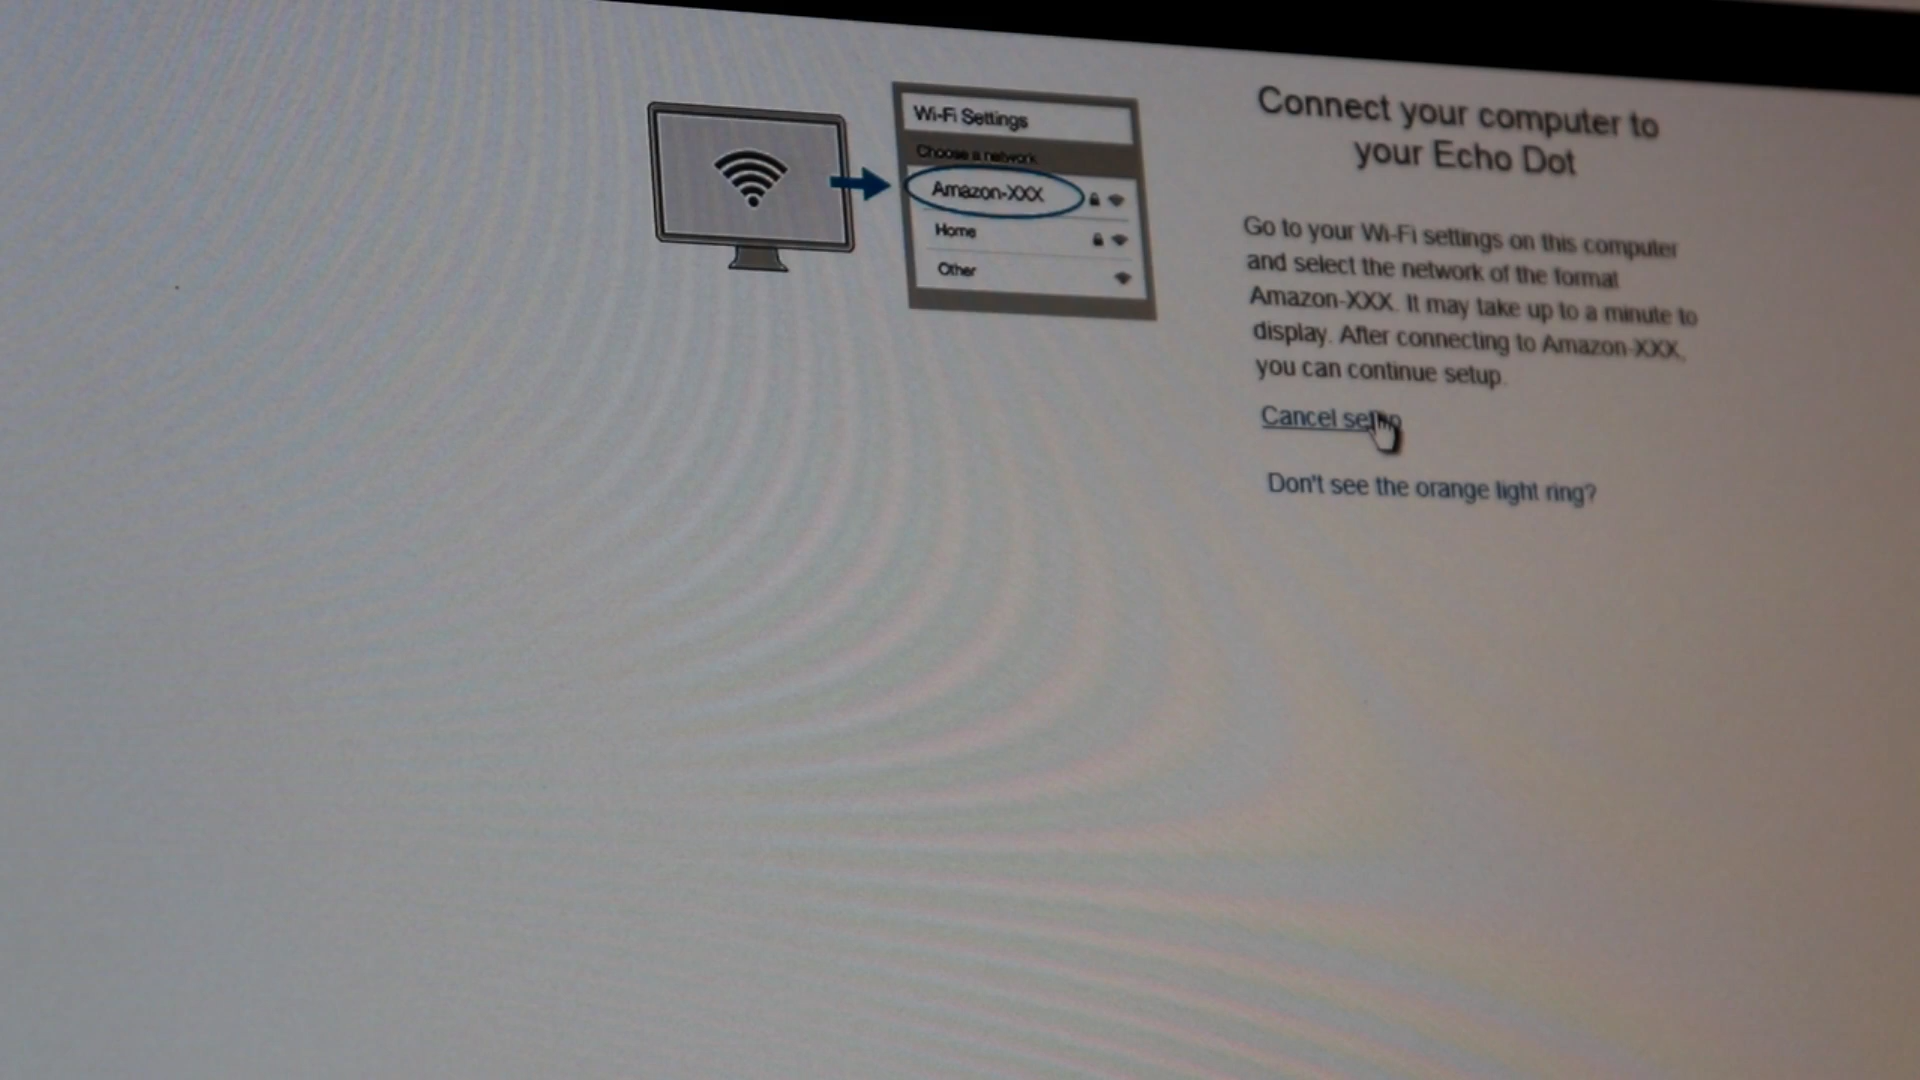 Wi-Fi Settings
Choose a network
Amazon-XXX
Home
Other
Connect your computer to
your Echo Dot
Go to your Wi-Fi settings on this computer
and select the network of the format
Amazon-XXX. It may take up to a minute to
display. After connecting to Amazon-XXX,
you can continue setup.
Cancel setup
Don't see the orange light ring?